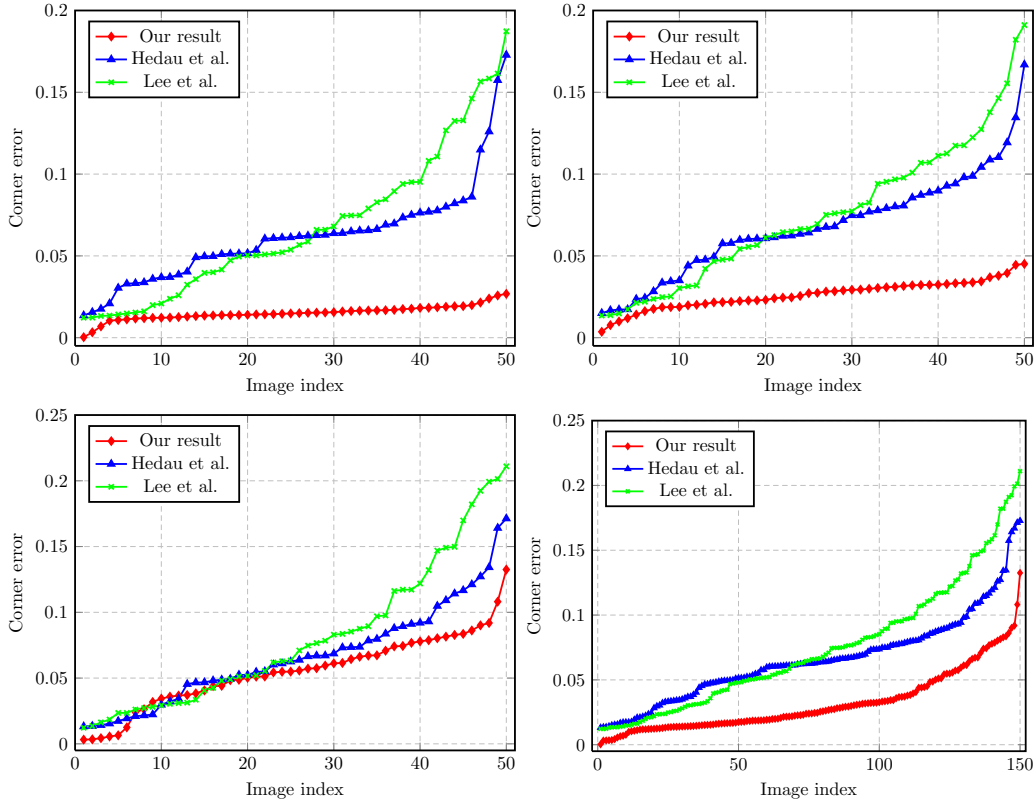 0.2
0.15
0.1
0.05
0
Corner error
Our result
Hedau et al.
Lee et al.
0 10 20 30 40 50
Image index
0.2
0.15
0.1
0.05
0
Corner error
Our result
Hedau et al.
Lee et al.
0 10 20 30 40 50
Image index
0.25
0.2
0.15
0.1
0.05
0
Corner error
Our result
Hedau et al.
Lee et al.
0 10 20 30 40 50
Image index
0.25
0.2
0.15
0.1
0.05
0
Corner error
Our result
Hedau et al.
Lee et al.
0 50 100 150
Image index